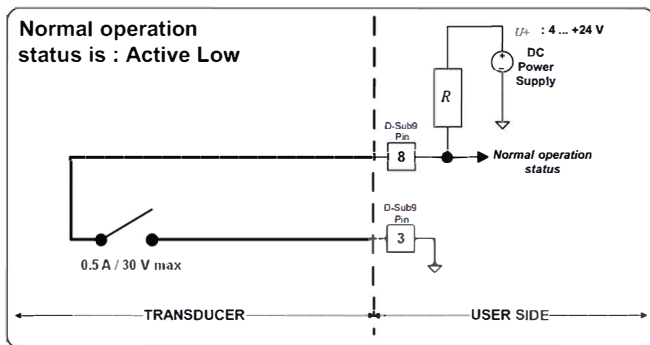 Normal operation
status is : Active Low
U+ : 4 ... +24 V
DC
Power
Supply
R
D-Sub9
Pin
8
Normal operation
status
D-Sub9
Pin
3
0.5 A / 30 V max
TRANSDUCER
USER SIDE